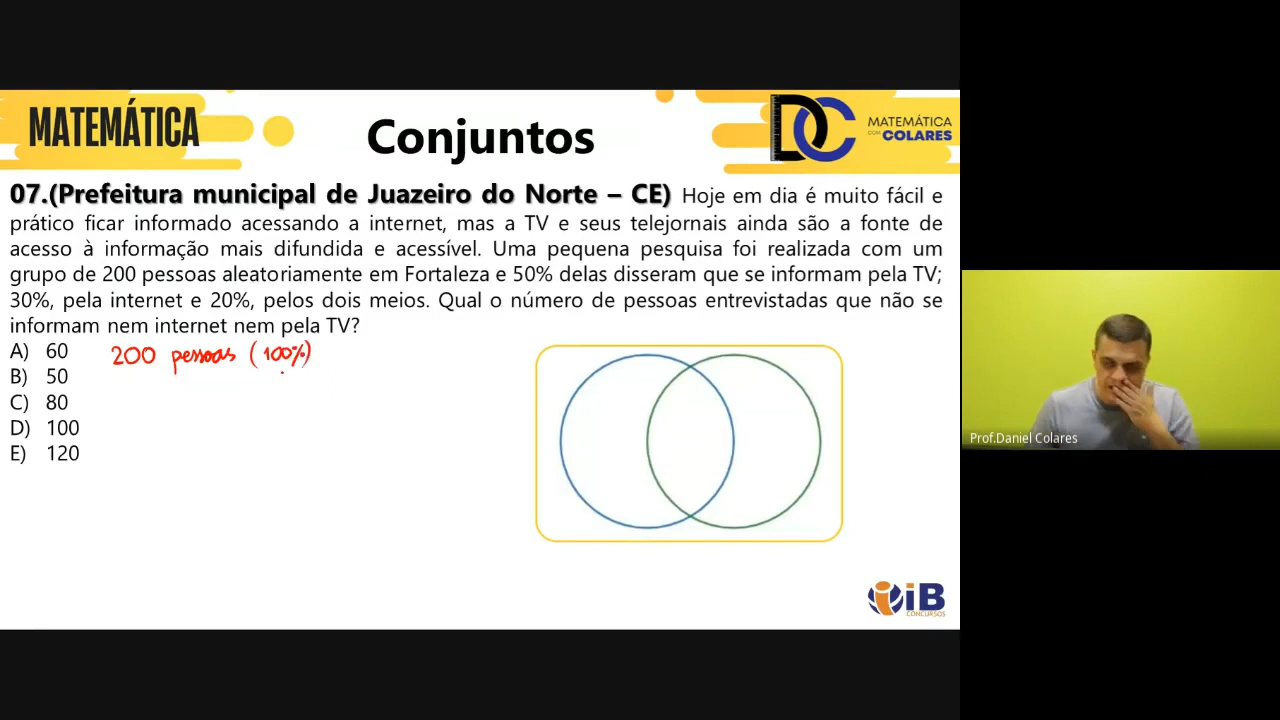 MATEMÁTICA
Conjuntos
DC
MATEMÁTICA
COM COLARES
07.(Prefeitura municipal de Juazeiro do Norte – CE) Hoje em dia é muito fácil e
prático ficar informado acessando a internet, mas a TV e seus telejornais ainda são a fonte de
acesso à informação mais difundida e acessível. Uma pequena pesquisa foi realizada com um
grupo de 200 pessoas aleatoriamente em Fortaleza e 50% delas disseram que se informam pela TV;
30%, pela internet e 20%, pelos dois meios. Qual o número de pessoas entrevistadas que não se
informam nem internet nem pela TV?
A) 60
200 pessoas (100%)
B) 50
C) 80
D) 100
E) 120
Prof.Daniel Colares
iB
CONCURSOS